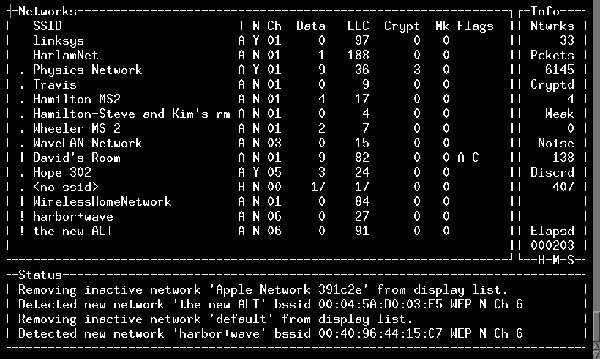 Networks Info
SSID T W Ch Data LLC Crypt Wk Flags Ntwrks
linksys A Y 01 0 97 0 0 33
HarlamNet A N 01 1 188 0 0 Pckets
. Physics Network A Y 01 9 36 3 0 6145
. Travis A N 01 0 9 0 0 Cryptd
. Hamilton MS2 A N 01 4 17 0 0 4
. Hamilton-Steve and Kim's rm A N 01 0 4 0 0 Weak
. Wheeler MS 2 A N 01 2 7 0 0 0
. WaveLAN Network A N 03 0 15 0 0 Noise
! David's Room A N 01 9 82 0 0 A C 138
. Hope 302 A Y 05 3 24 0 0 Discrd
. <no ssid> H N 00 17 17 0 0 407
! WirelessHomeNetwork A N 01 0 84 0 0
! harbor+wave A N 06 0 27 0 0
! the new ALT A N 06 0 91 0 0 Elapsd
000203
H-M-S
Status
Removing inactive network 'Apple Network 391c2e' from display list.
Detected new network 'the new ALT' bssid 00:04:5A:D0:03:F5 WEP N Ch 6
Removing inactive network 'default' from display list.
Detected new network 'harbor+wave' bssid 00:40:96:44:15:C7 WEP N Ch 6